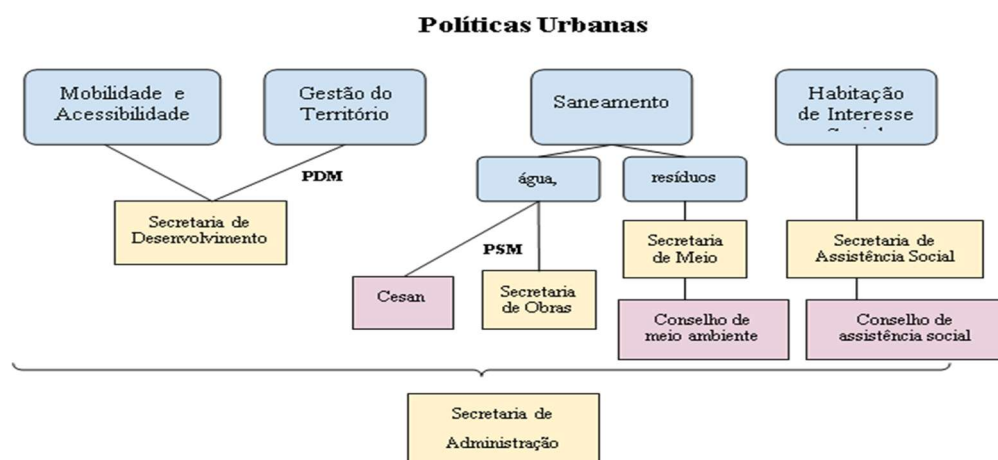 Políticas Urbanas
Mobilidade e
Acessibilidade
Gestão do
Território
Saneamento
Habitação
de Interesse
PDM
água,
resíduos
Secretaria de
Desenvolvimento
Secretaria
de Meio
Secretaria de
Assistência Social
PSM
Cesan
Secretaria
de Obras
Conselho de
meio ambiente
Conselho de
assistência social
Secretaria de
Administração